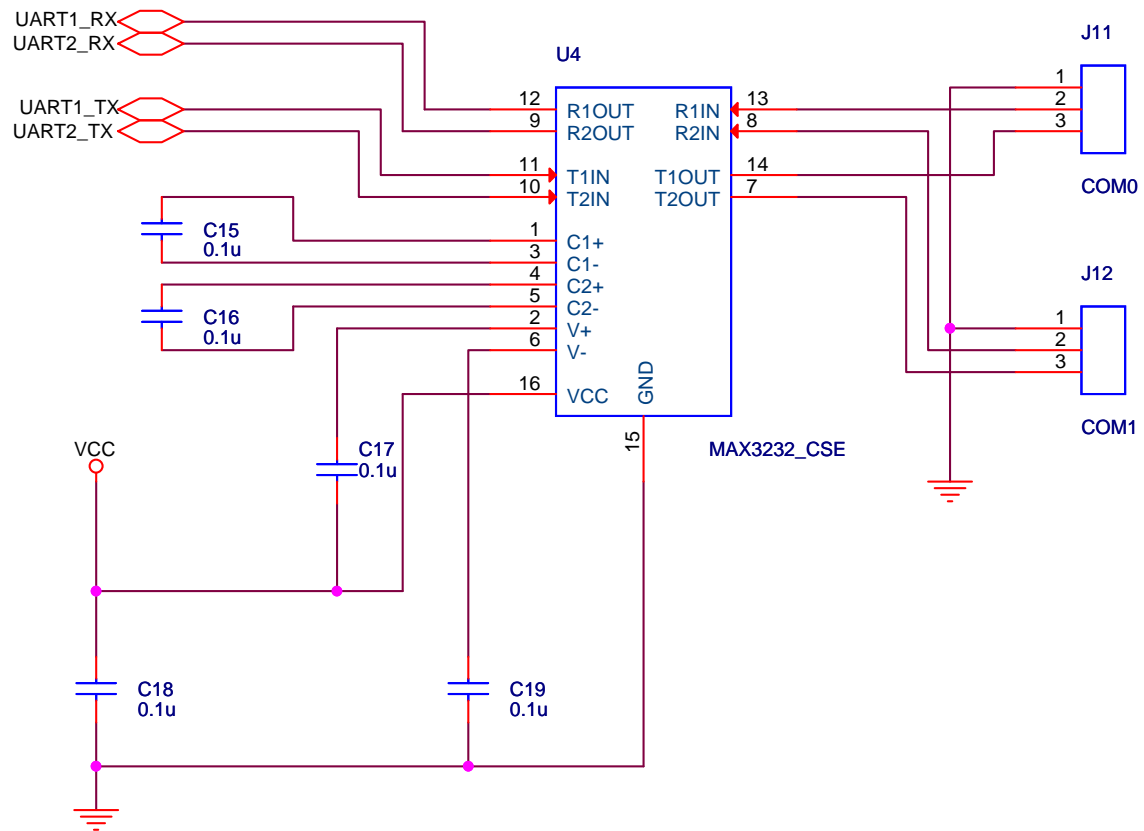 UART1_RX
UART2_RX
UART1_TX
UART2_TX
U4
J11
12 R1OUT R1IN 13
9 R2OUT R2IN 8
11 T1IN T1OUT 14
10 T2IN T2OUT 7
1 C1+
3 C1-
4 C2+
5 C2-
2 V+
6 V-
16 VCC
GND
15
MAX3232_CSE
1
2
3
COM0
J12
1
2
3
COM1
C15
0.1u
C16
0.1u
VCC
C17
0.1u
C18
0.1u
C19
0.1u